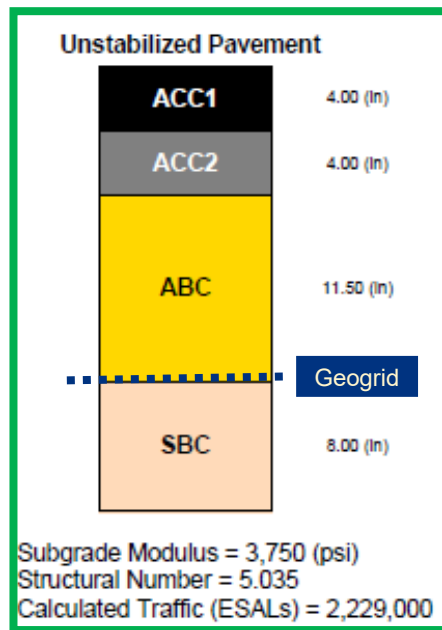 Unstabilized Pavement
ACC1 4.00 (in)
ACC2 4.00 (in)
ABC 11.50 (in)
Geogrid
SBC 8.00 (in)
Subgrade Modulus = 3,750 (psi)
Structural Number = 5.035
Calculated Traffic (ESALs) = 2,229,000